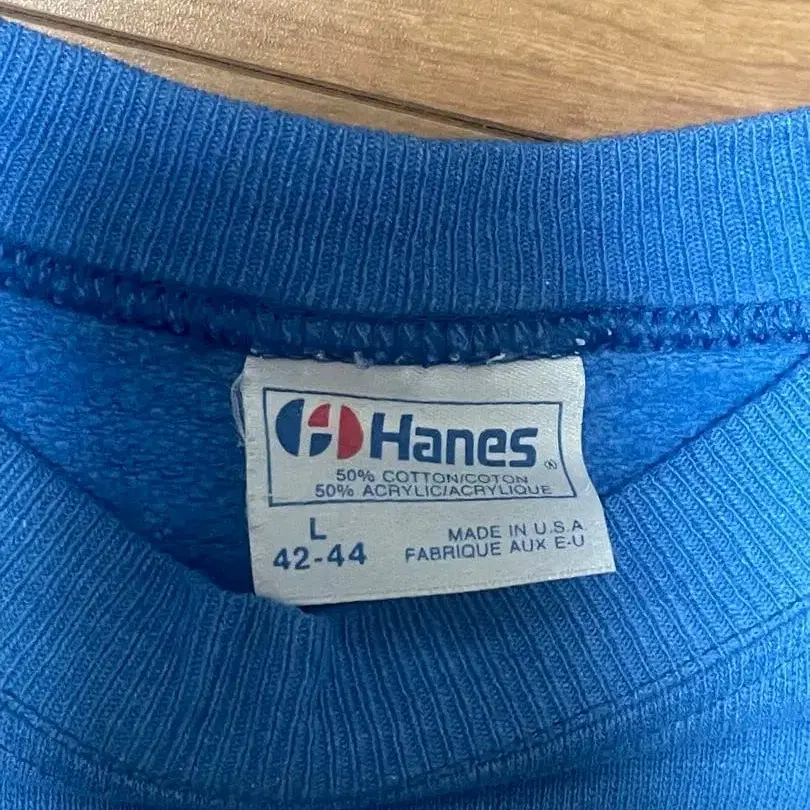 Hanes ®
50% COTTON/COTON
50% ACRYLIC/ACRYLIQUE
L
42-44
MADE IN U.S.A
FABRIQUE AUX E-U